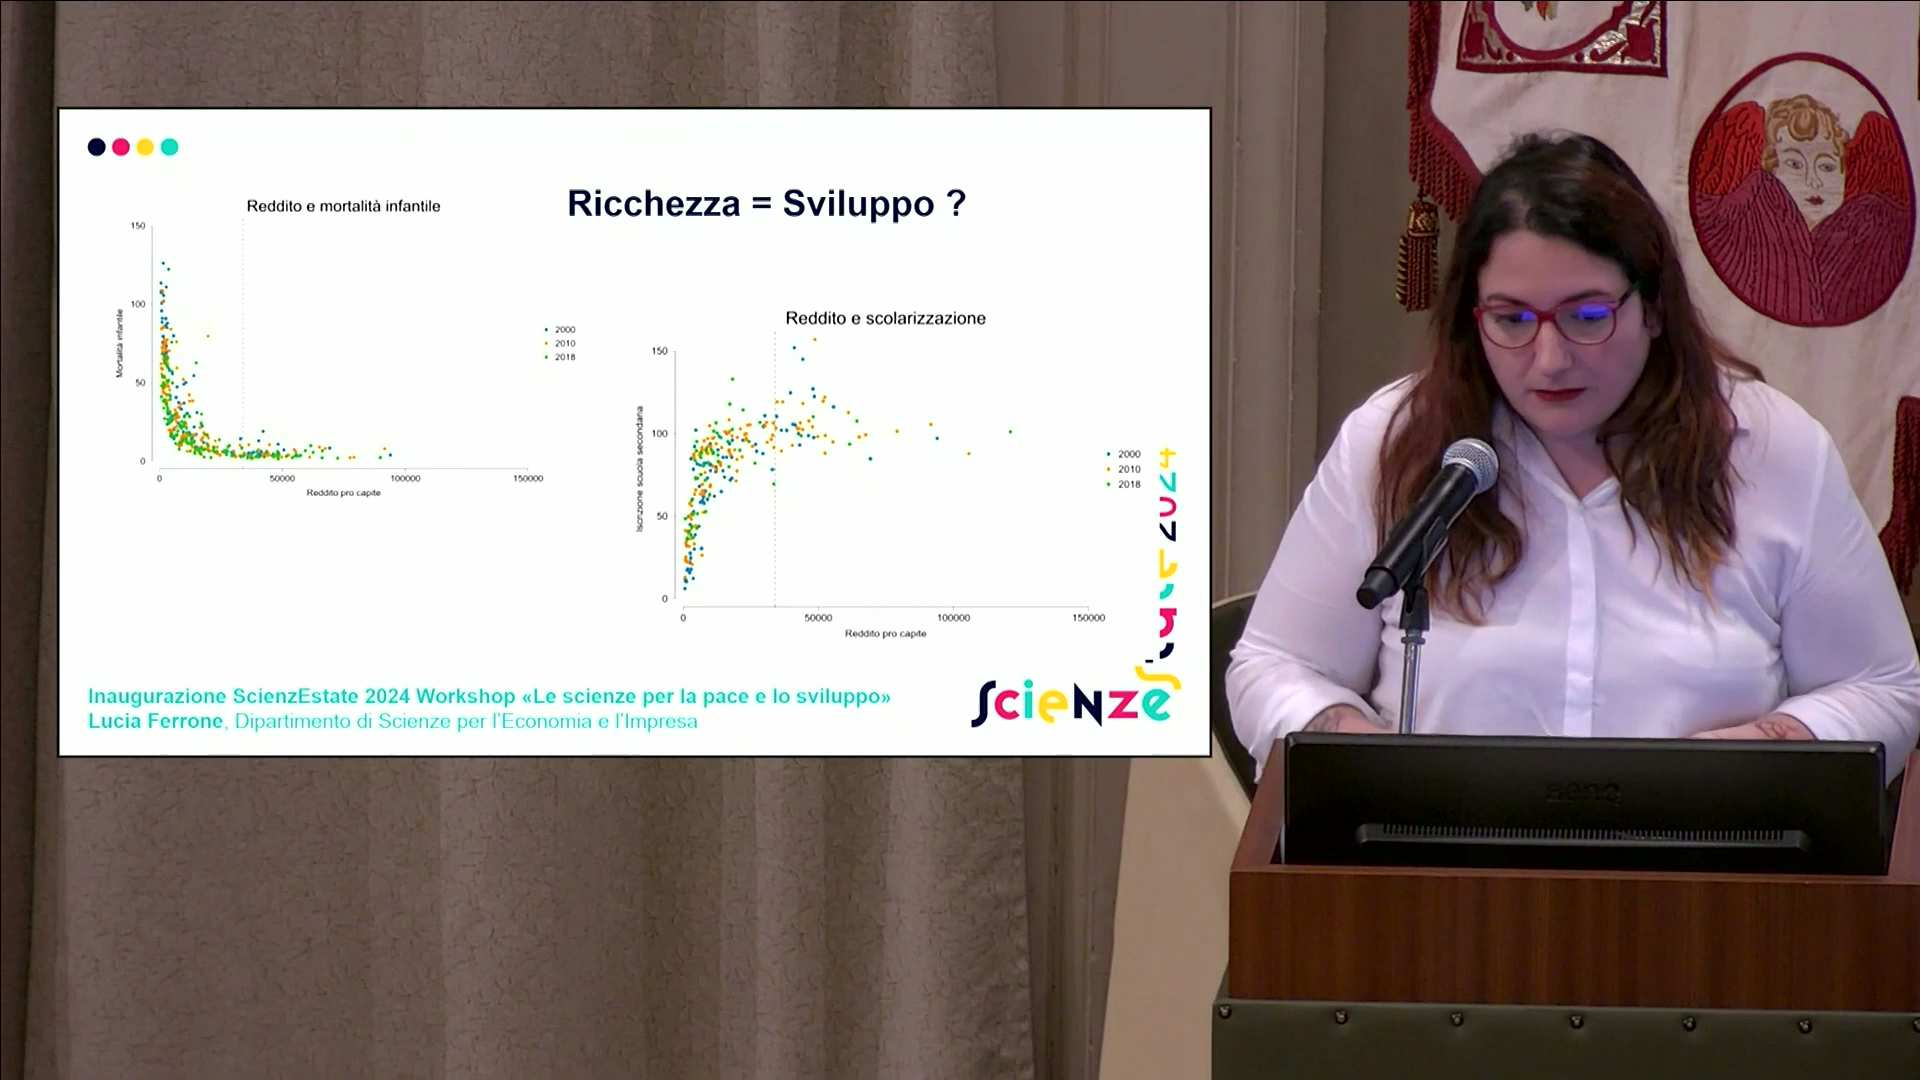 Ricchezza = Sviluppo ?
Reddito e mortalità infantile
150
100
50
0
Mortalità infantile
0 50000 100000 150000
Reddito pro capite
2000
2010
2018
Reddito e scolarizzazione
150
100
50
0
Iscrizione scuola secondaria
0 50000 100000 150000
Reddito pro capite
2000
2010
2018
Inaugurazione ScienzEstate 2024 Workshop «Le scienze per la pace e lo sviluppo»
Lucia Ferrone, Dipartimento di Scienze per l'Economia e l'Impresa
ScieNze
BenQ